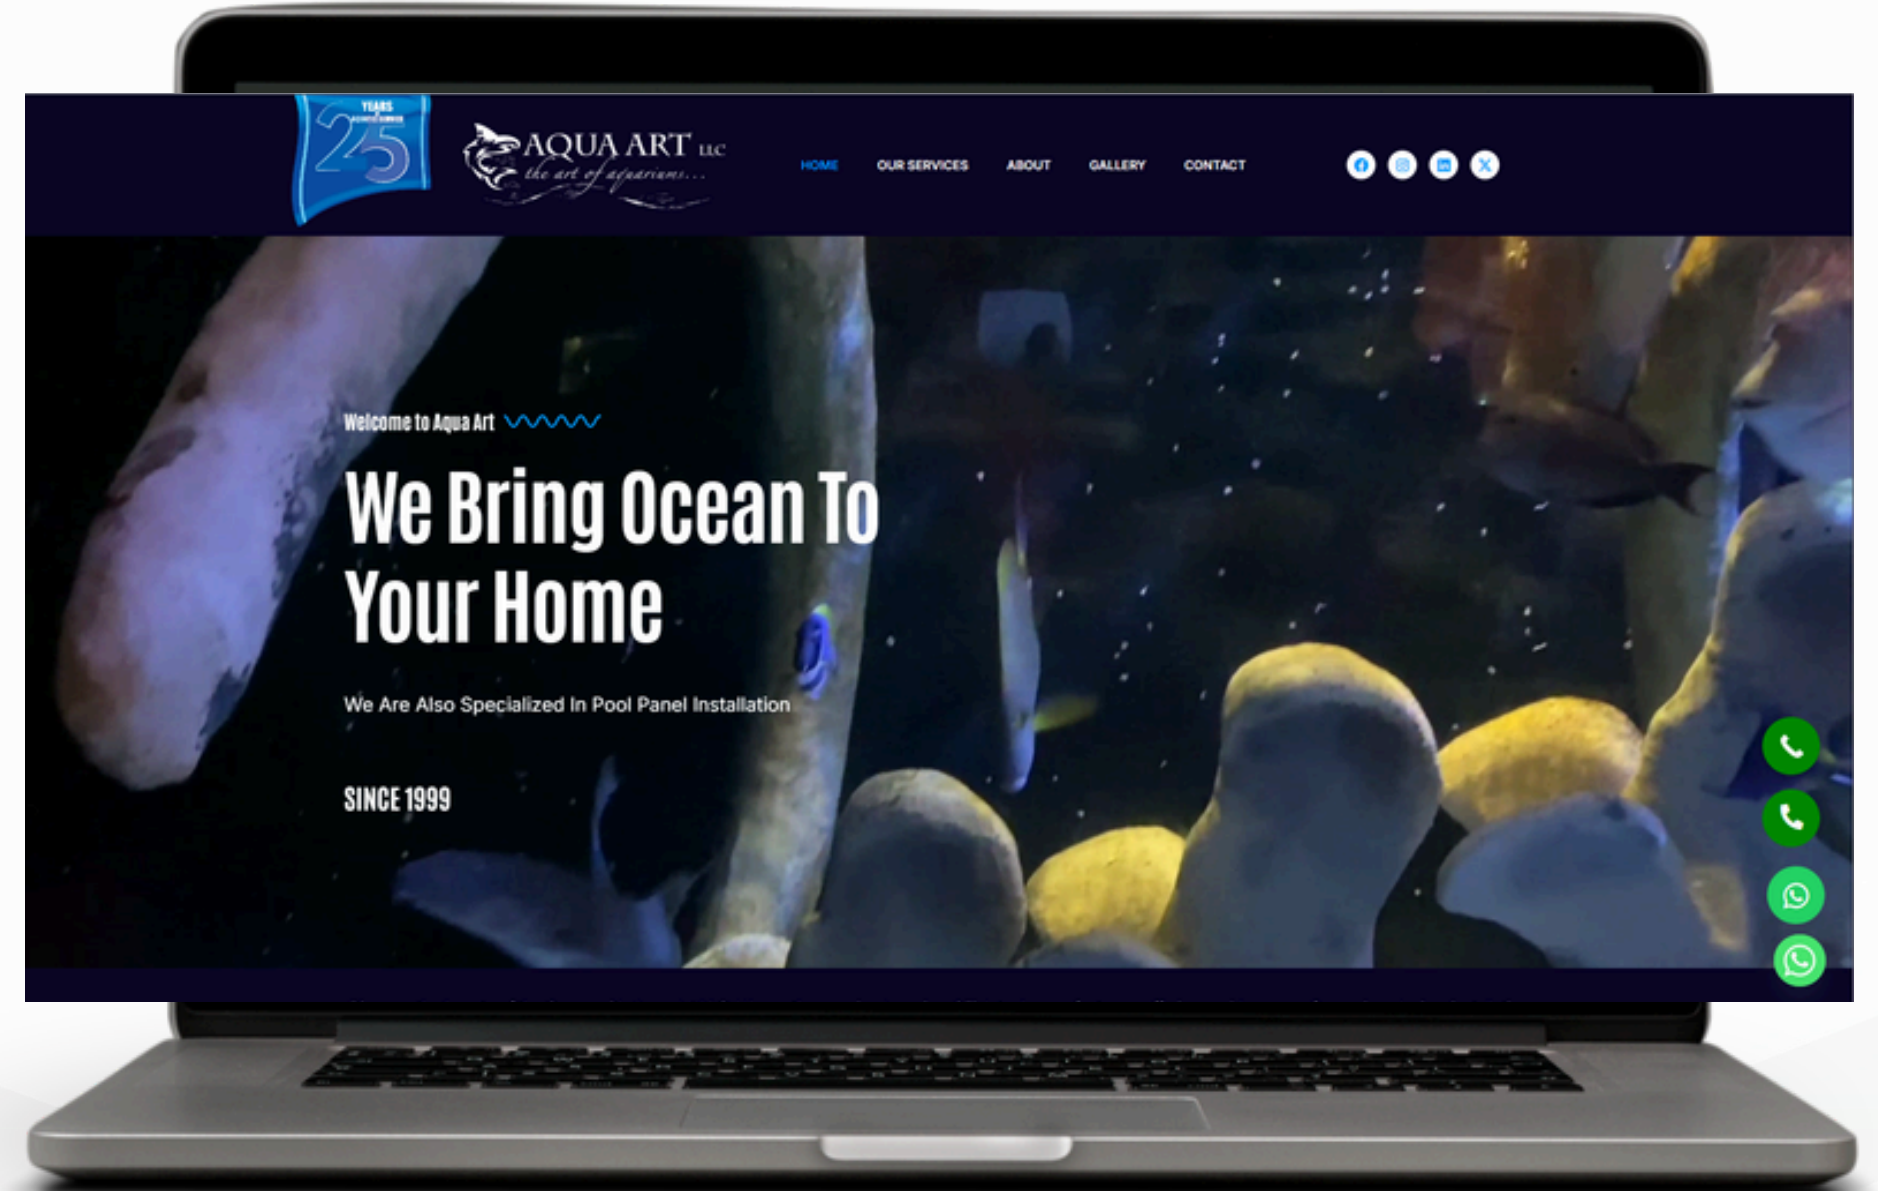 YEARS
25
AQUA ART LLC
the art of aquariums...
HOME
OUR SERVICES
ABOUT
GALLERY
CONTACT
Welcome to Aqua Art
We Bring Ocean To
Your Home
We Are Also Specialized In Pool Panel Installation
SINCE 1999